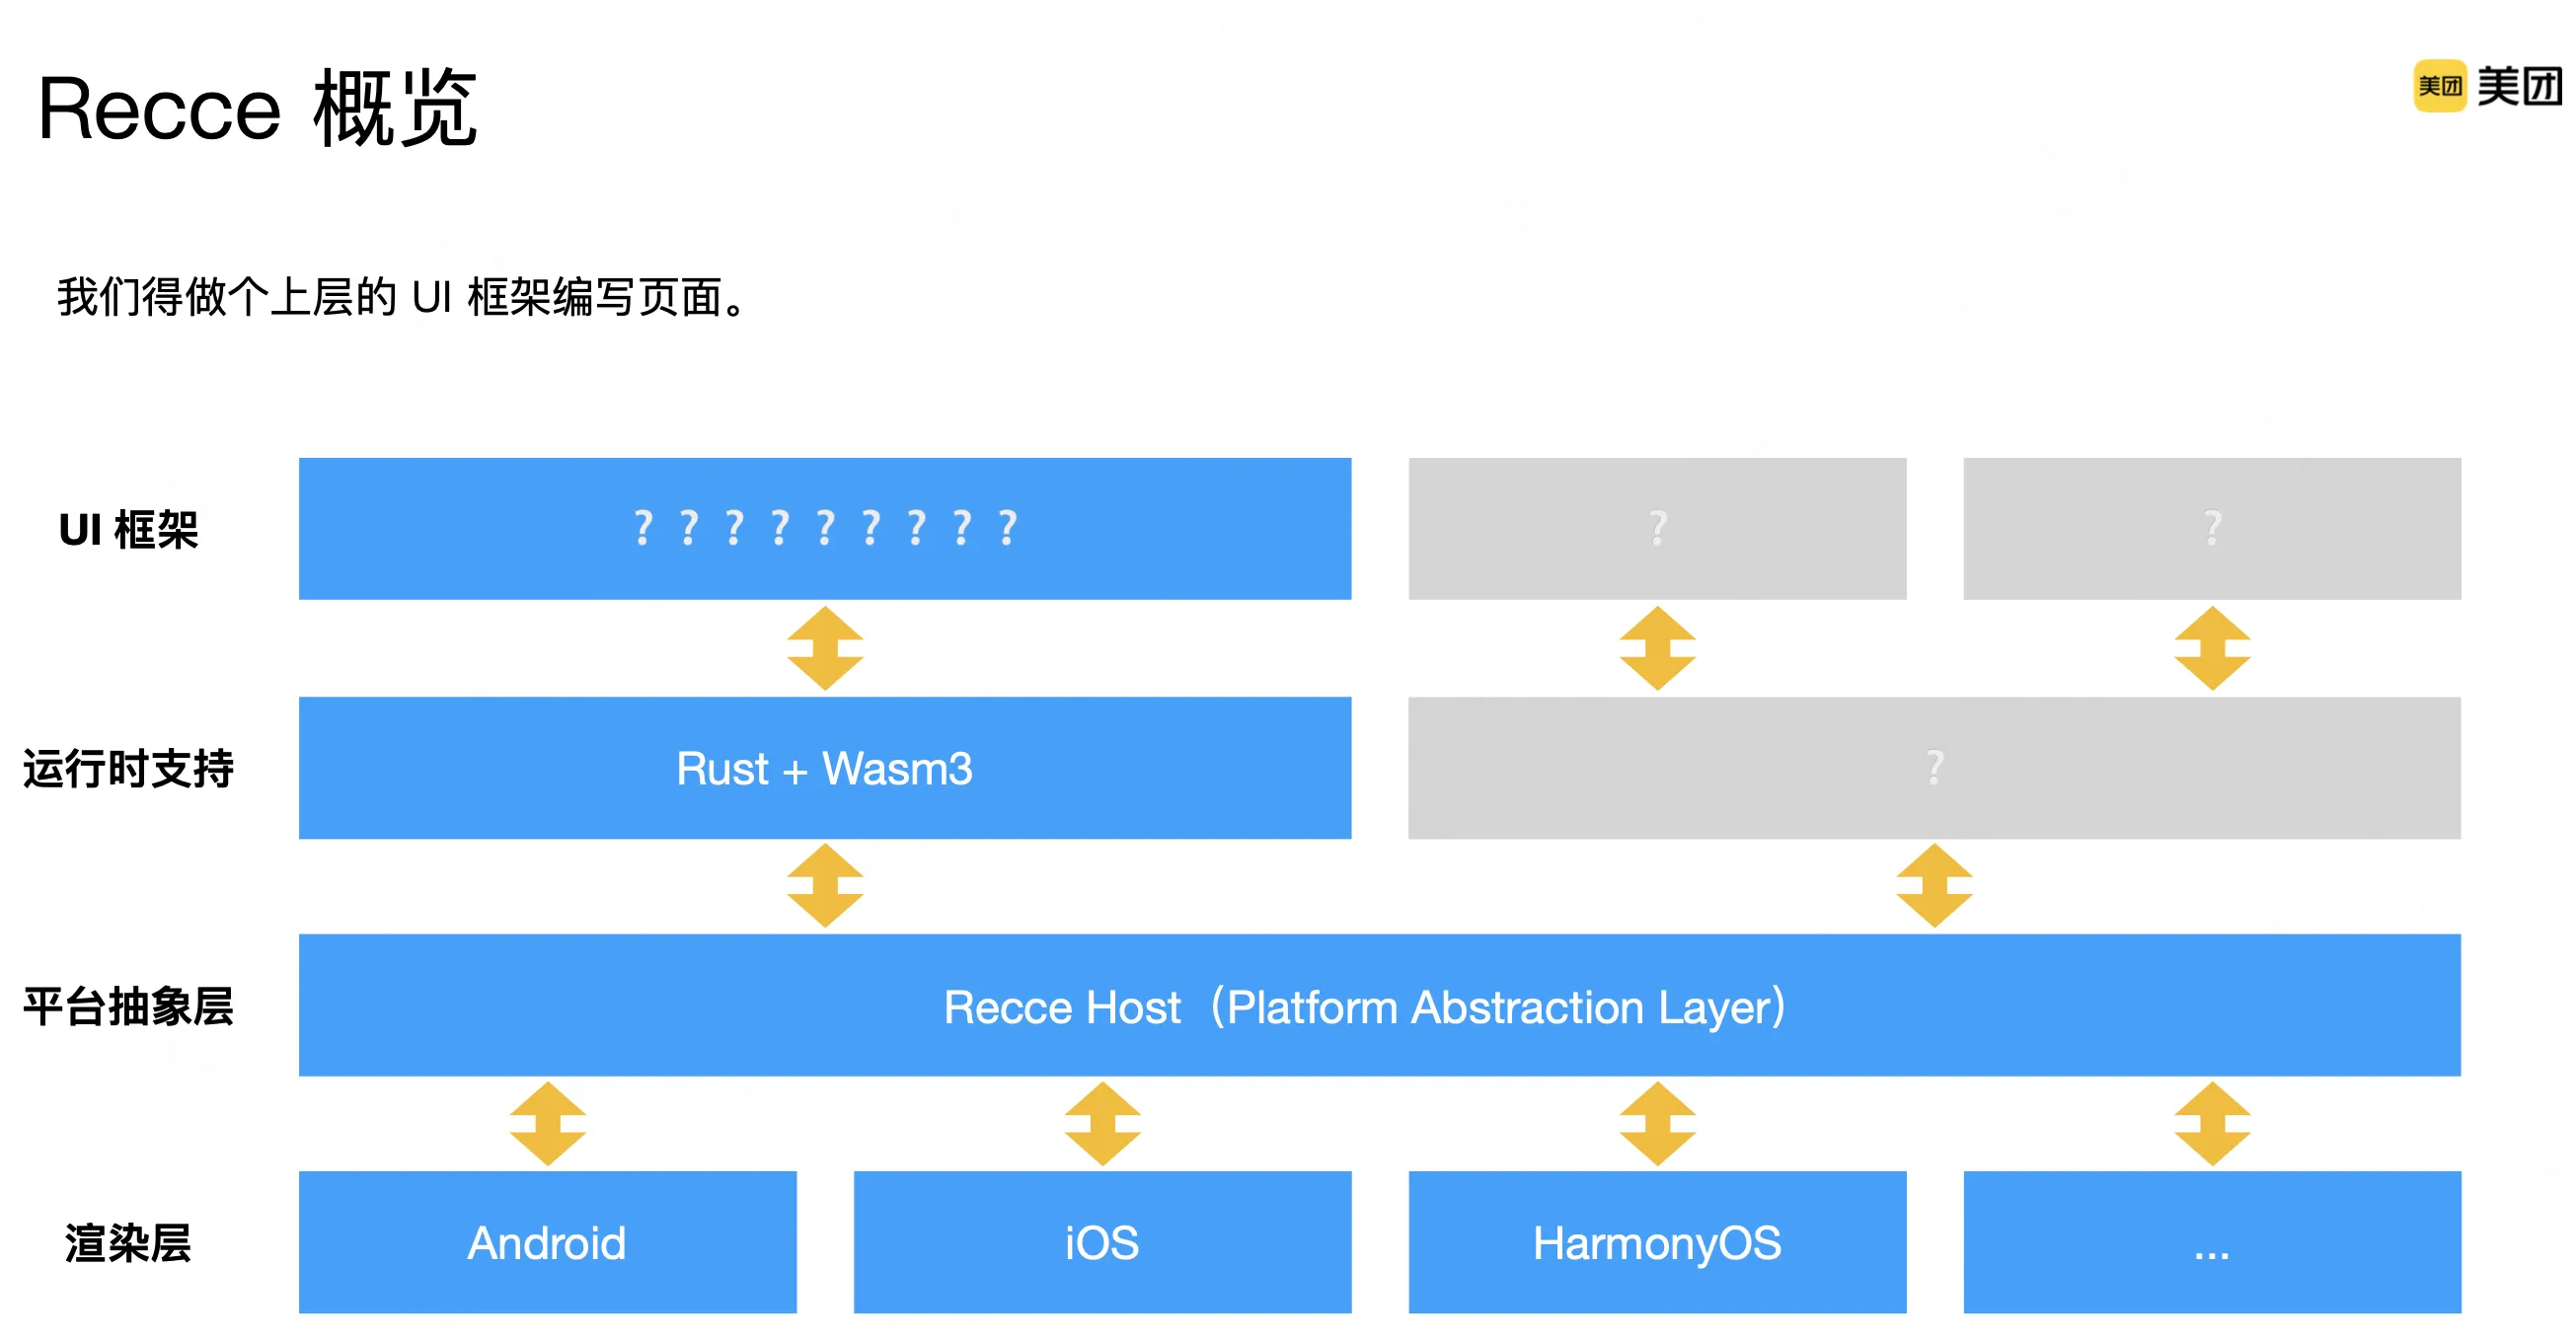 Recce 概览
美团 美团
我们得做个上层的 UI 框架编写页面。
UI 框架
? ? ? ? ? ? ? ? ?
?
?
运行时支持
Rust + Wasm3
?
平台抽象层
Recce Host（Platform Abstraction Layer）
渲染层
Android
iOS
HarmonyOS
...